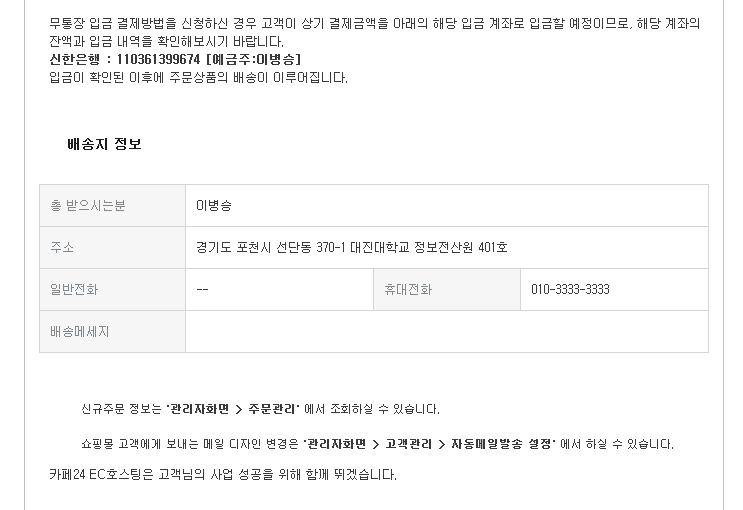 무통장 입금 결제방법을 신청하신 경우 고객이 상기 결제금액을 아래의 해당 입금 계좌로 입금할 예정이므로, 해당 계좌의
잔액과 입금 내역을 확인해보시기 바랍니다.
신한은행 : 110361399674 [예금주:이병승]
입금이 확인된 이후에 주문상품의 배송이 이루어집니다.
배송지 정보
총 받으시는분 이병승
주소 경기도 포천시 선단동 370-1 대진대학교 정보전산원 401호
일반전화 -- 휴대전화 010-3333-3333
배송메세지
신규주문 정보는 '관리자화면 > 주문관리' 에서 조회하실 수 있습니다.
쇼핑몰 고객에게 보내는 메일 디자인 변경은 '관리자화면 > 고객관리 > 자동메일발송 설정' 에서 하실 수 있습니다.
카페24 EC호스팅은 고객님의 사업 성공을 위해 함께 뛰겠습니다.